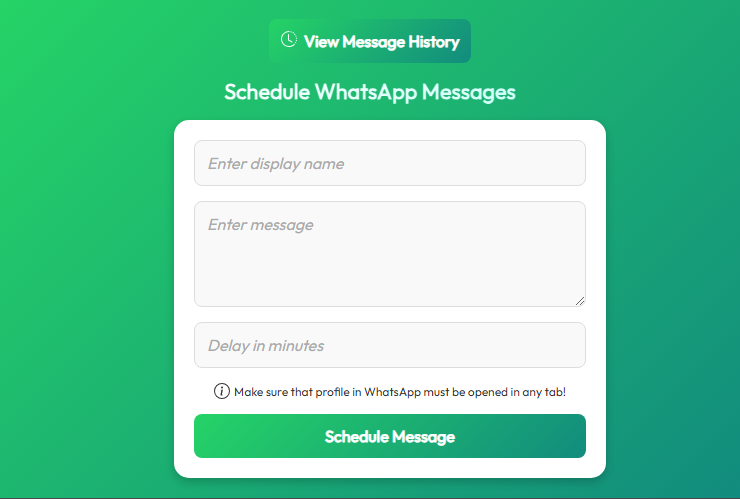 View Message History
Schedule WhatsApp Messages
Enter display name
Enter message
Delay in minutes
Make sure that profile in WhatsApp must be opened in any tab!
Schedule Message